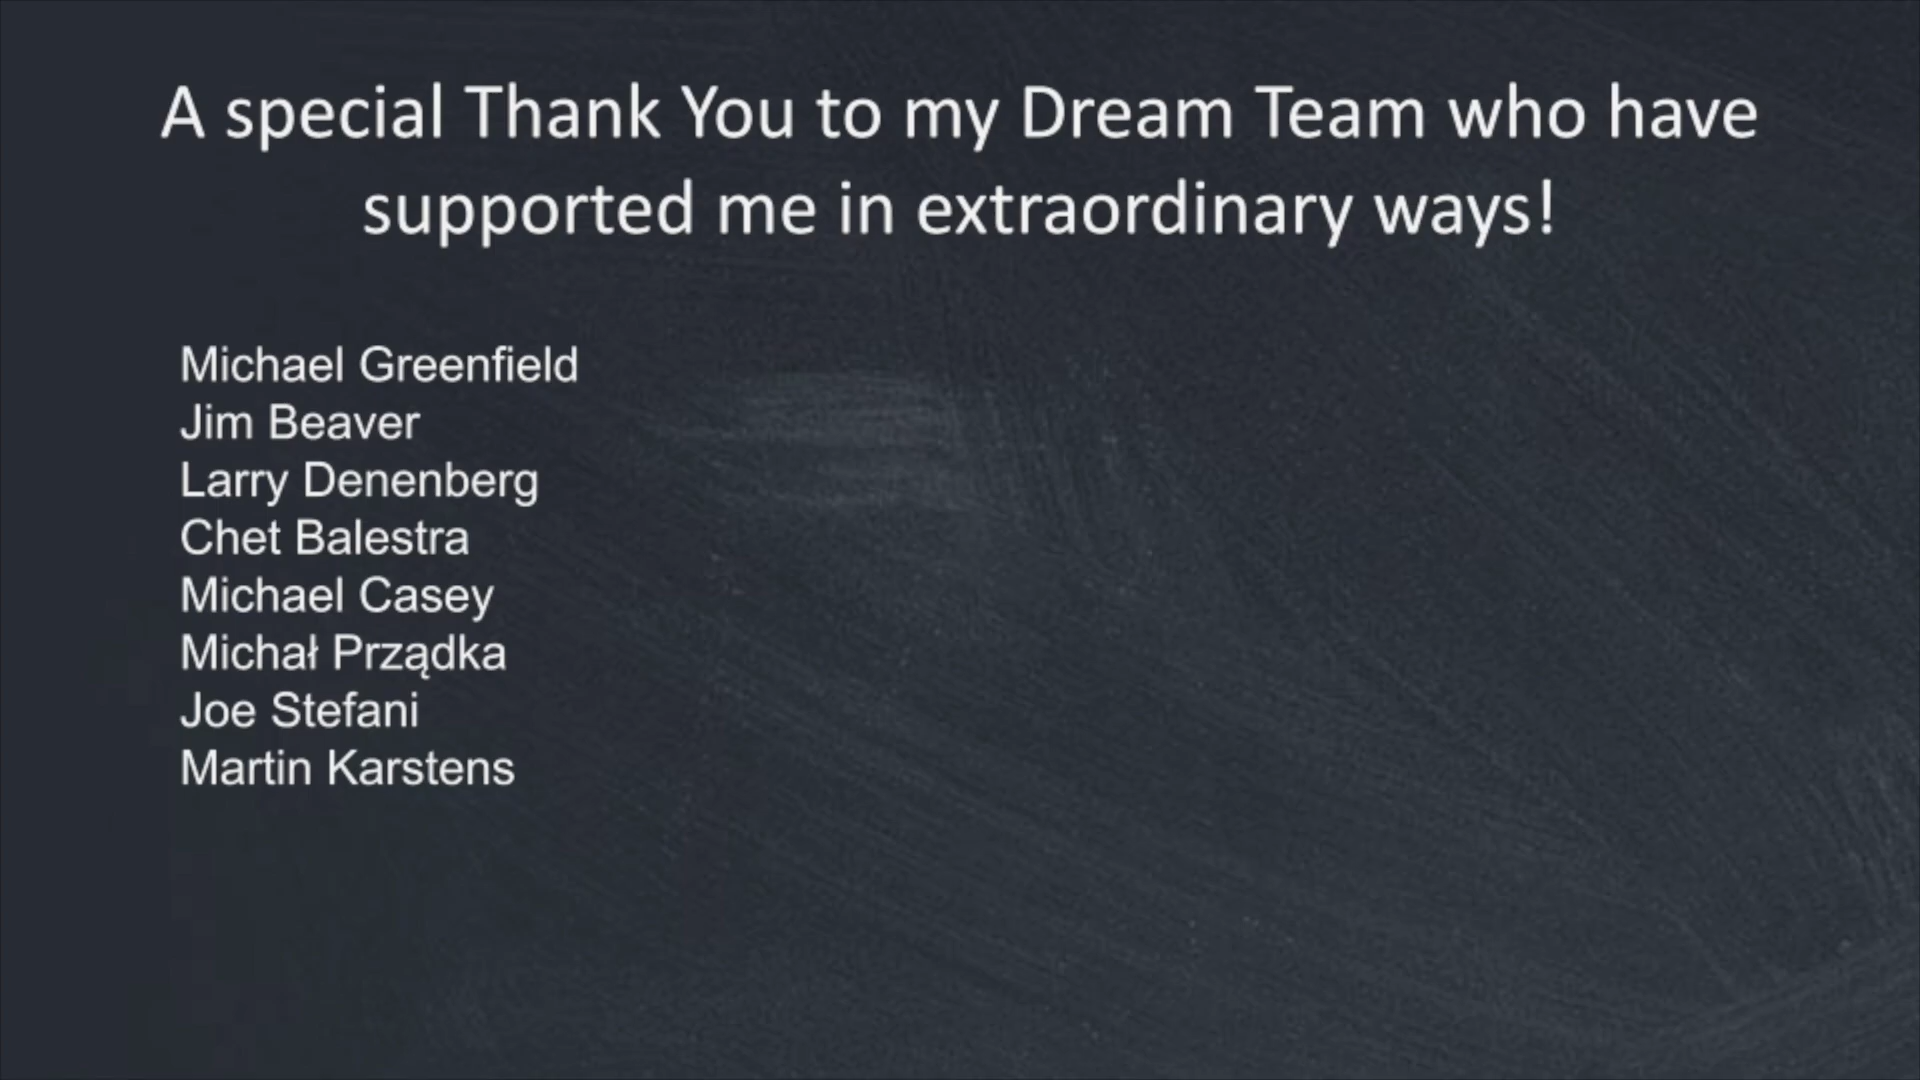 A special Thank You to my Dream Team who have
supported me in extraordinary ways!
Michael Greenfield
Jim Beaver
Larry Denenberg
Chet Balestra
Michael Casey
Michał Prządka
Joe Stefani
Martin Karstens